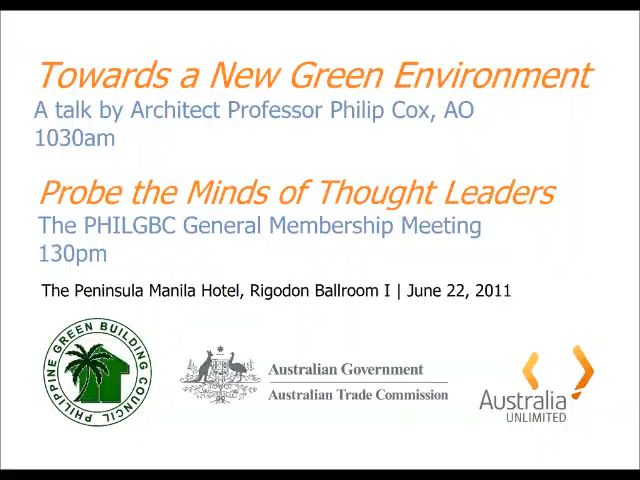 Towards a New Green Environment
A talk by Architect Professor Philip Cox, AO
1030am
Probe the Minds of Thought Leaders
The PHILGBC General Membership Meeting
130pm
The Peninsula Manila Hotel, Rigodon Ballroom I | June 22, 2011
PHILIPPINE GREEN BUILDING COUNCIL
Australian Government
Australian Trade Commission
Australia
UNLIMITED